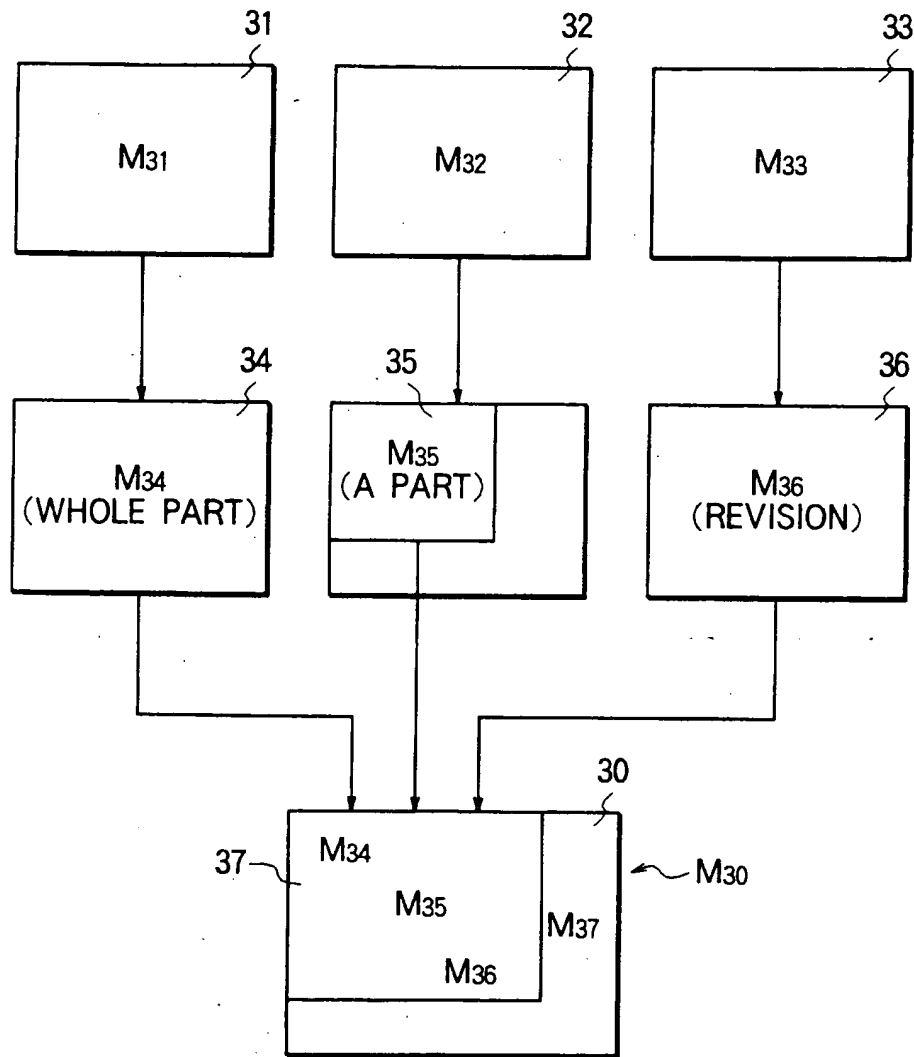 31
32
33
M31
M32
M33
34
35
36
M34
(WHOLE PART)
M35
(A PART)
M36
(REVISION)
30
37
M34
M35
M36
M37
M30